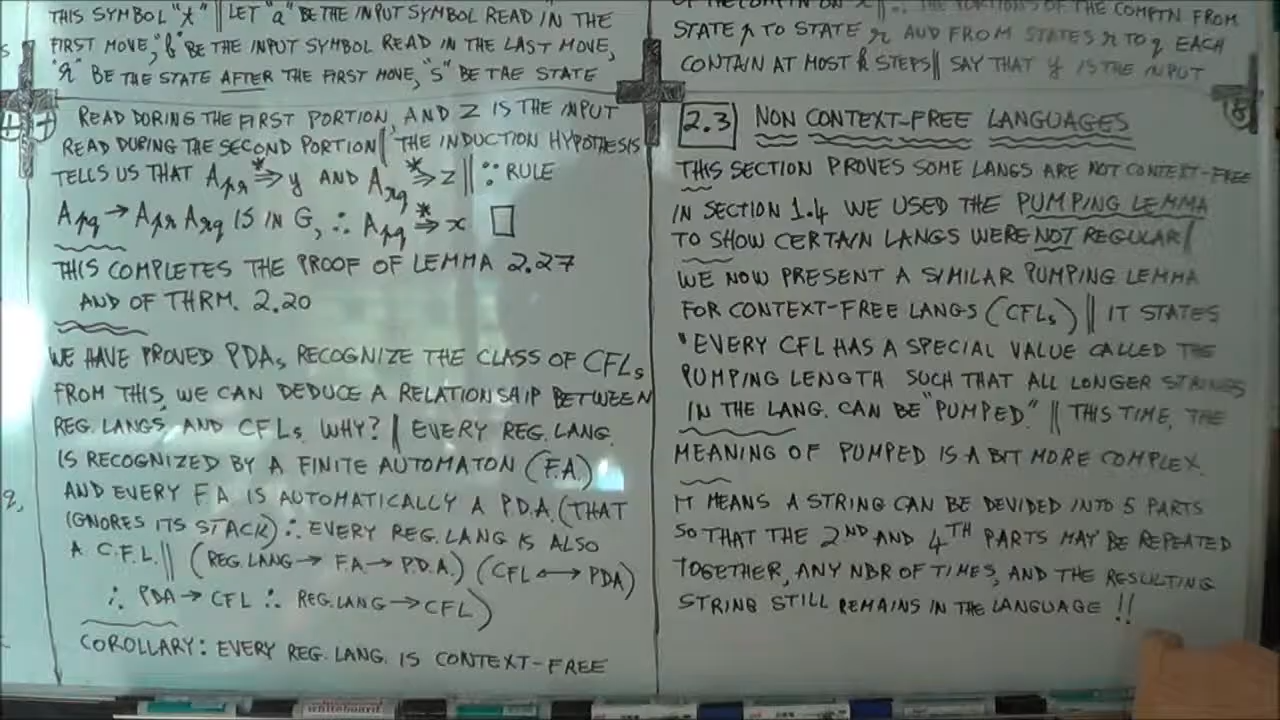 THIS SYMBOL "x" || LET "a" BE THE INPUT SYMBOL READ IN THE
FIRST MOVE, "b" BE THE INPUT SYMBOL READ IN THE LAST MOVE,
"r" BE THE STATE AFTER THE FIRST MOVE, "s" BE THE STATE
READ DURING THE FIRST PORTION, AND Z IS THE INPUT
READ DURING THE SECOND PORTION || THE INDUCTION HYPOTHESIS
TELLS US THAT Apr *⇒ y AND Arq *⇒ z || ∵ RULE
Apq → Apr Arq IS IN G, ∴ Apq *⇒ x □
THIS COMPLETES THE PROOF OF LEMMA 2.27
AND OF THRM. 2.20
WE HAVE PROVED PDAs RECOGNIZE THE CLASS OF CFLs
FROM THIS, WE CAN DEDUCE A RELATIONSHIP BETWEEN
REG. LANGS, AND CFLs. WHY? || EVERY REG. LANG.
IS RECOGNIZED BY A FINITE AUTOMATON (F.A)
AND EVERY F.A IS AUTOMATICALLY A P.D.A. (THAT
IGNORES ITS STACK) ∴ EVERY REG. LANG IS ALSO
A C.F.L. || (REG. LANG → F.A → P.D.A.) (CFL ↔ PDA)
∴ PDA → CFL ∴ REG. LANG → CFL)
COROLLARY: EVERY REG. LANG. IS CONTEXT-FREE
OF THE COMPTN ON x || ∴ THE PORTIONS OF THE COMPTN FROM
STATE p TO STATE r AND FROM STATES r TO q EACH
CONTAIN AT MOST k STEPS || SAY THAT y IS THE INPUT
18
2.3 NON CONTEXT-FREE LANGUAGES
THIS SECTION PROVES SOME LANGS ARE NOT CONTEXT-FREE
IN SECTION 1.4 WE USED THE PUMPING LEMMA
TO SHOW CERTAIN LANGS WERE NOT REGULAR ||
WE NOW PRESENT A SIMILAR PUMPING LEMMA
FOR CONTEXT-FREE LANGS (CFLs) || IT STATES
"EVERY CFL HAS A SPECIAL VALUE CALLED THE
PUMPING LENGTH SUCH THAT ALL LONGER STRINGS
IN THE LANG. CAN BE "PUMPED." || THIS TIME, THE
MEANING OF PUMPED IS A BIT MORE COMPLEX.
IT MEANS A STRING CAN BE DEVIDED INTO 5 PARTS
SO THAT THE 2ND AND 4TH PARTS MAY BE REPEATED
TOGETHER, ANY NBR OF TIMES, AND THE RESULTING
STRING STILL REMAINS IN THE LANGUAGE !!
whiteboard